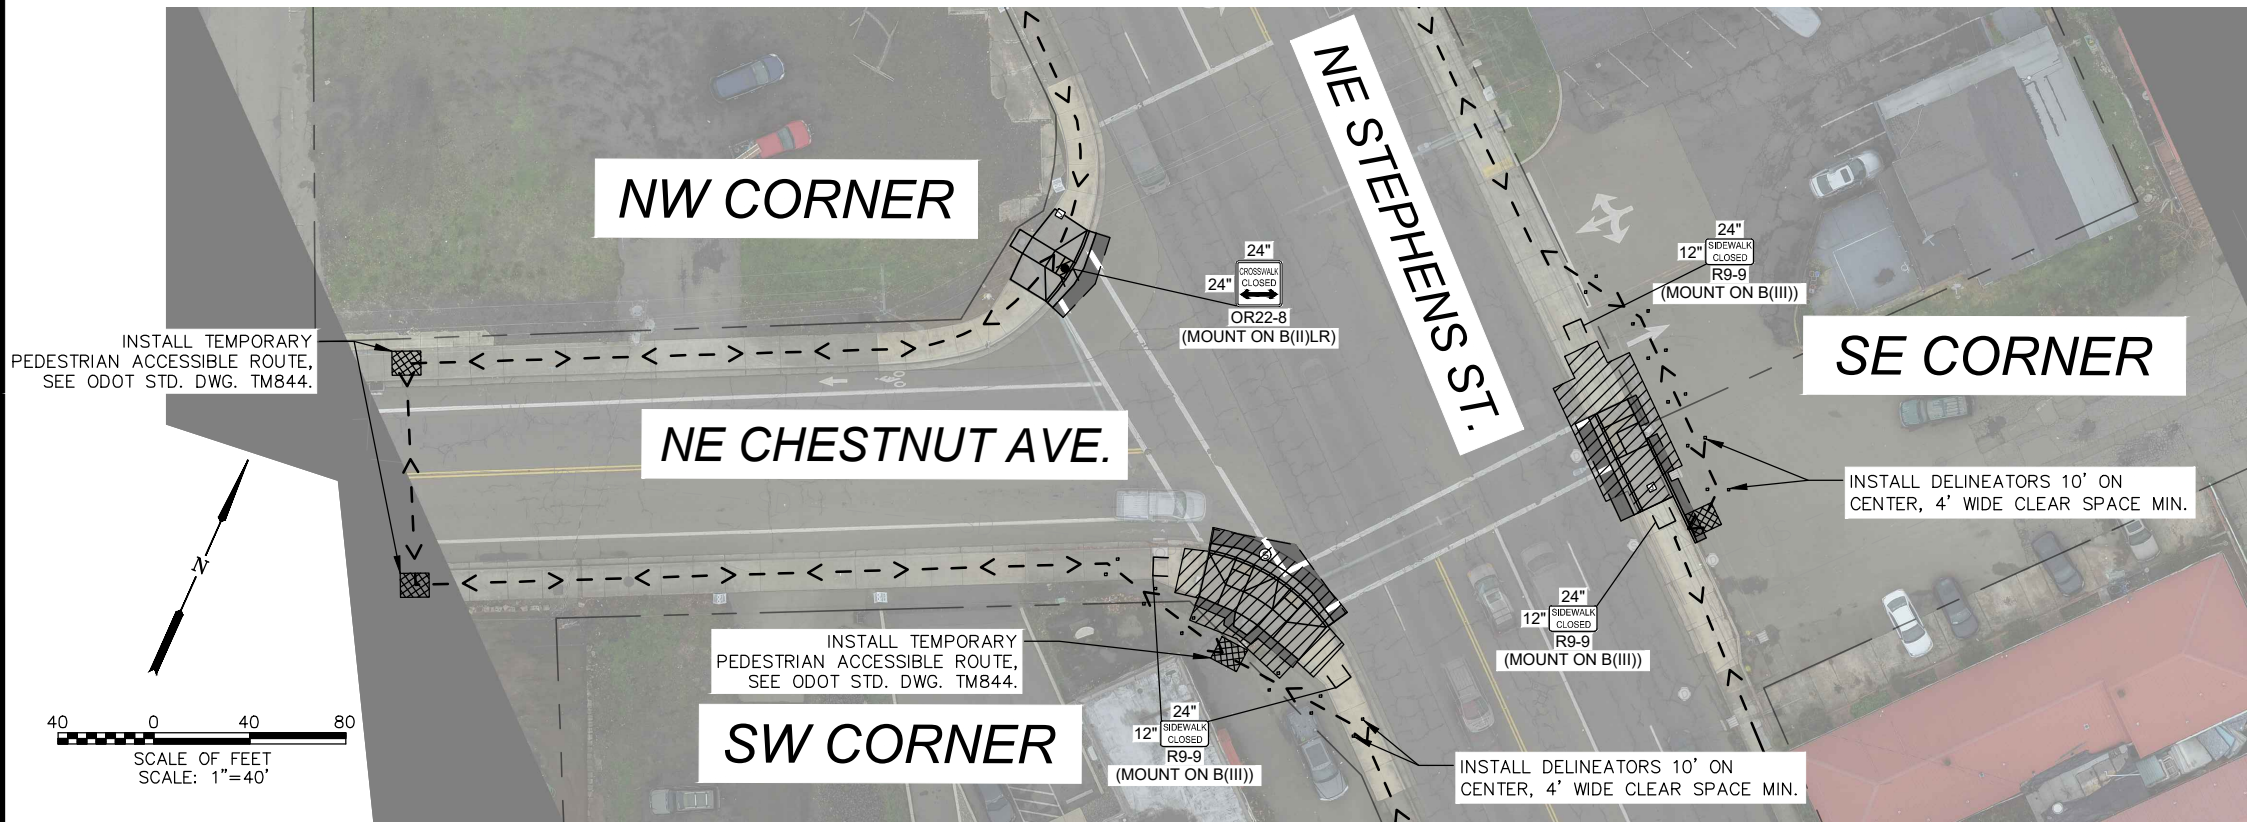 NE STEPHENS ST.
NW CORNER
24"
24"
CROSSWALK
CLOSED
OR22-8
(MOUNT ON B(II)LR)
24"
12"
SIDEWALK
CLOSED
R9-9
(MOUNT ON B(III))
INSTALL TEMPORARY
PEDESTRIAN ACCESSIBLE ROUTE,
SEE ODOT STD. DWG. TM844.
SE CORNER
NE CHESTNUT AVE.
INSTALL DELINEATORS 10' ON
CENTER, 4' WIDE CLEAR SPACE MIN.
N
24"
12"
SIDEWALK
CLOSED
R9-9
(MOUNT ON B(III))
INSTALL TEMPORARY
PEDESTRIAN ACCESSIBLE ROUTE,
SEE ODOT STD. DWG. TM844.
SW CORNER
24"
12"
SIDEWALK
CLOSED
R9-9
(MOUNT ON B(III))
INSTALL DELINEATORS 10' ON
CENTER, 4' WIDE CLEAR SPACE MIN.
40 0 40 80
SCALE OF FEET
SCALE: 1"=40'